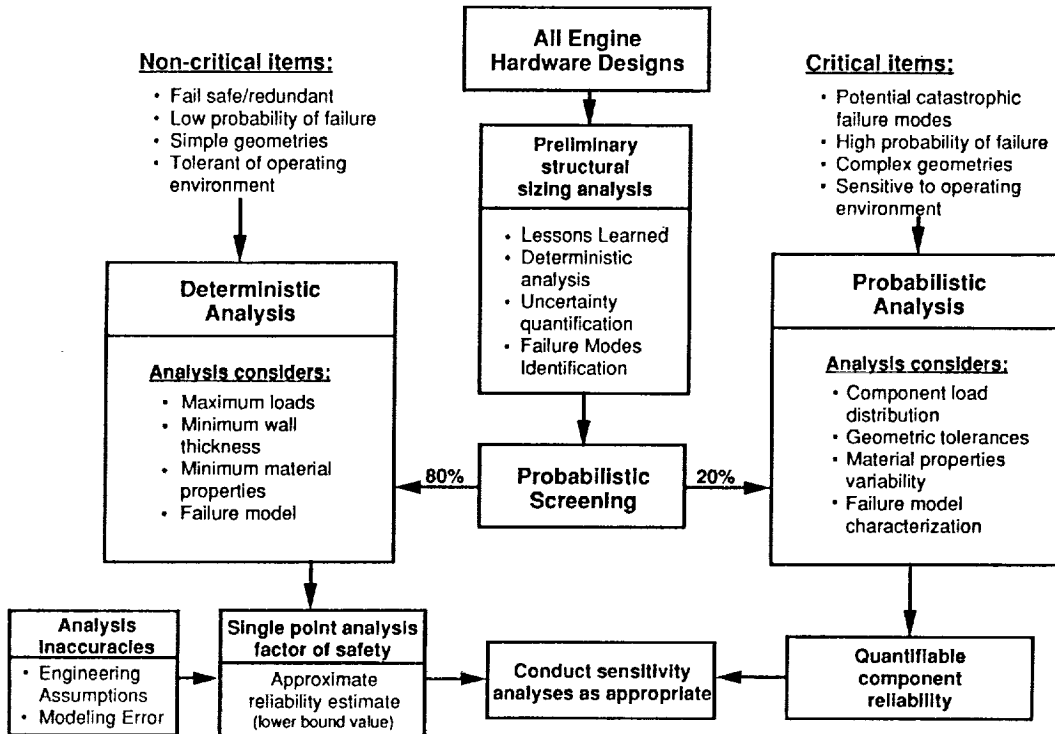 All Engine
Hardware Designs
Non-critical items:
• Fail safe/redundant
• Low probability of failure
• Simple geometries
• Tolerant of operating
environment
Critical items:
• Potential catastrophic
failure modes
• High probability of failure
• Complex geometries
• Sensitive to operating
environment
Preliminary
structural
sizing analysis
• Lessons Learned
• Deterministic
analysis
• Uncertainty
quantification
• Failure Modes
Identification
Deterministic
Analysis
Analysis considers:
• Maximum loads
• Minimum wall
thickness
• Minimum material
properties
• Failure model
Probabilistic
Analysis
Analysis considers:
• Component load
distribution
• Geometric tolerances
• Material properties
variability
• Failure model
characterization
80%
Probabilistic
Screening
20%
Analysis
Inaccuracies
• Engineering
Assumptions
• Modeling Error
Single point analysis
factor of safety
Approximate
reliability estimate
(lower bound value)
Conduct sensitivity
analyses as appropriate
Quantifiable
component
reliability